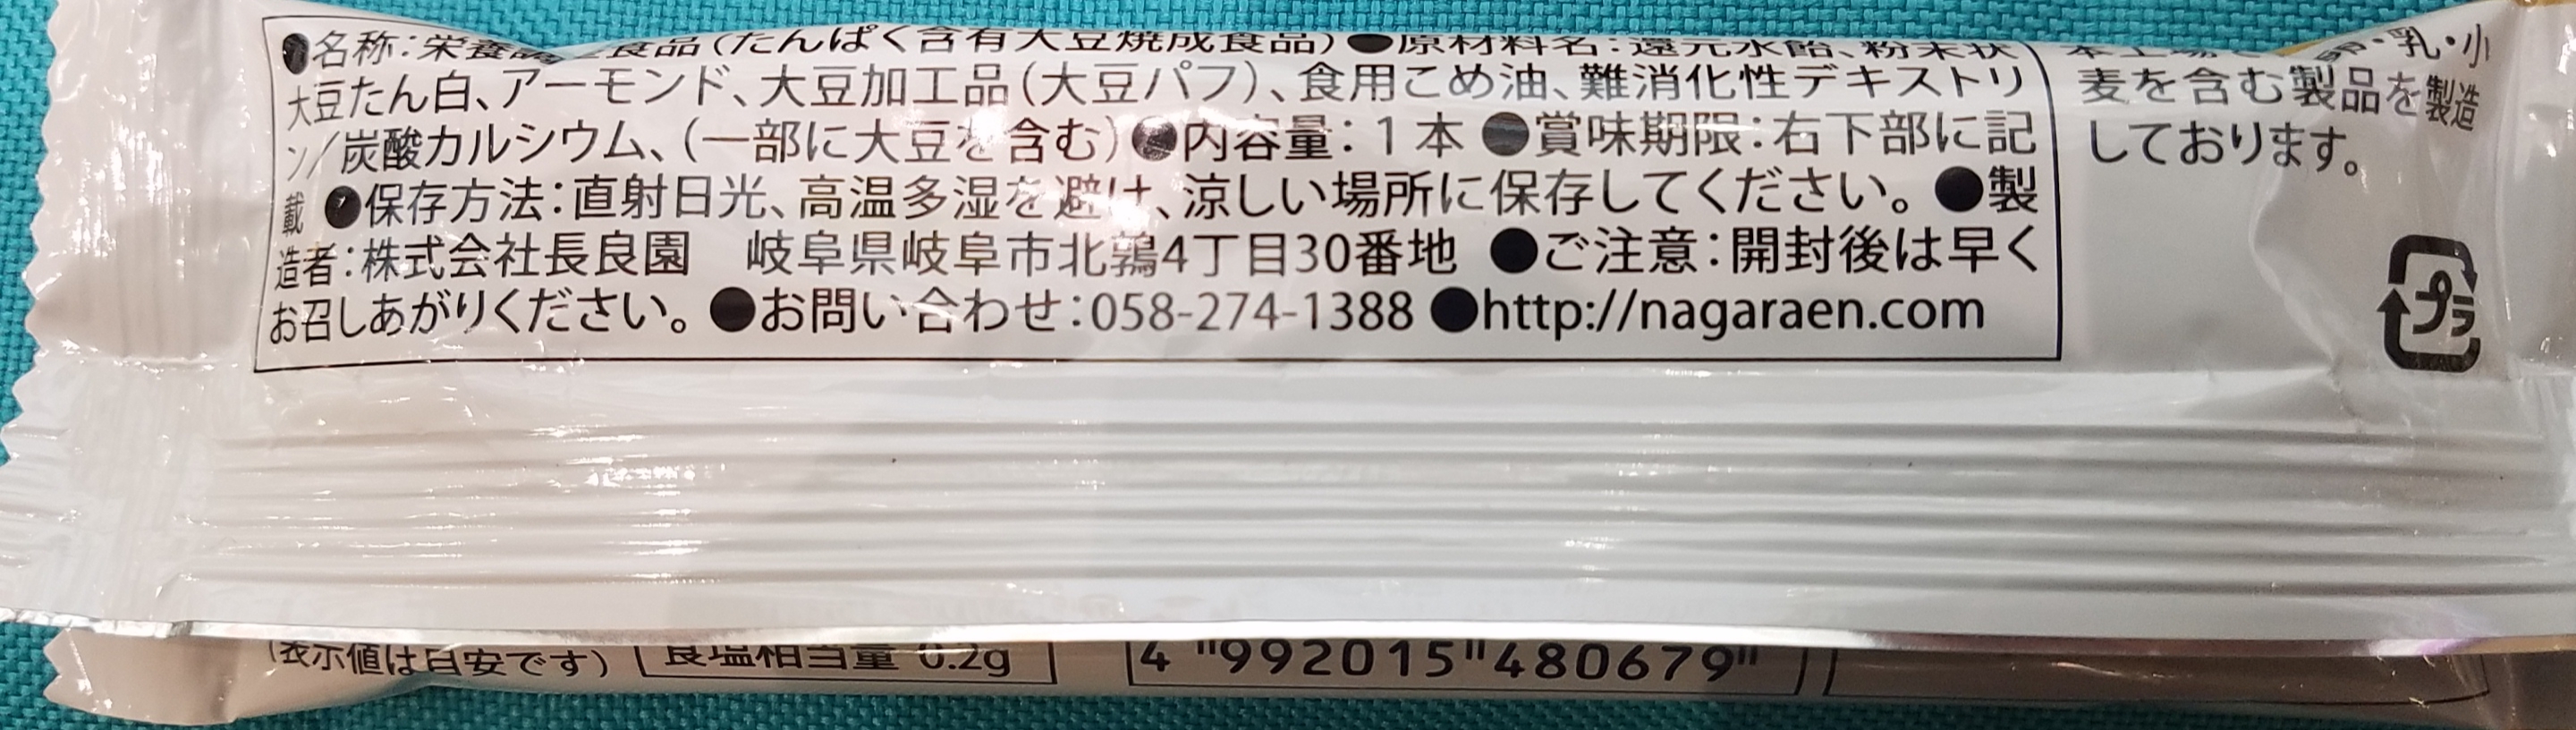 ●名称：栄養調整食品（たんぱく含有大豆焼成食品）●原材料名：還元水飴、粉末状
大豆たん白、アーモンド、大豆加工品（大豆パフ）、食用こめ油、難消化性デキストリ
ン/炭酸カルシウム、（一部に大豆を含む）●内容量：１本 ●賞味期限：右下部に記
載 ●保存方法：直射日光、高温多湿を避け、涼しい場所に保存してください。●製
造者：株式会社長良園　岐阜県岐阜市北鶉4丁目30番地 ●ご注意：開封後は早く
お召しあがりください。●お問い合わせ：058-274-1388 ●http://nagaraen.com
本工場 卵・乳・小
麦を含む製品を製造
しております。
プラ
（表示値は目安です）
食塩相当量 0.2g
4 "992015"480679"